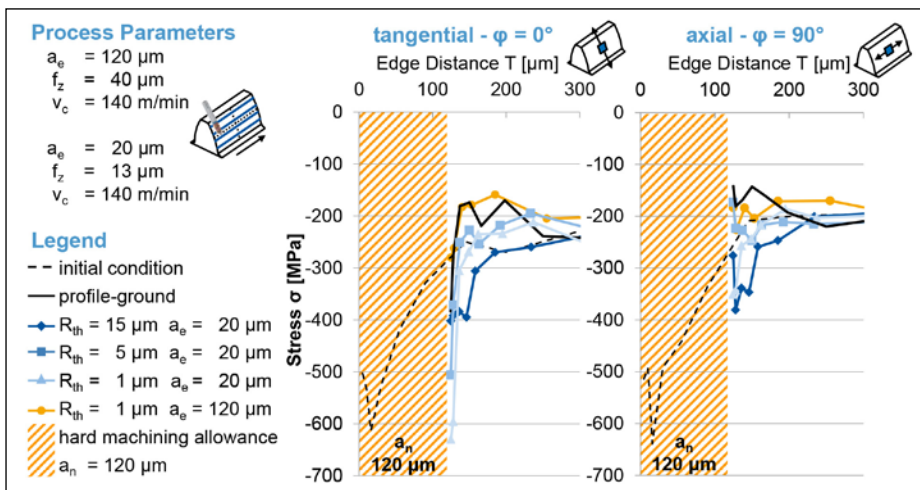 Process Parameters
aₑ = 120 µm
f_z = 40 µm
v_c = 140 m/min
aₑ = 20 µm
f_z = 13 µm
v_c = 140 m/min
Legend
initial condition
profile-ground
R_th = 15 µm aₑ = 20 µm
R_th = 5 µm aₑ = 20 µm
R_th = 1 µm aₑ = 20 µm
R_th = 1 µm aₑ = 120 µm
hard machining allowance
aₙ = 120 µm
tangential - φ = 0°
Edge Distance T [µm]
0 100 200 300
0
-100
-200
-300
-400
-500
-600
-700
Stress σ [MPa]
aₙ
120 µm
axial - φ = 90°
Edge Distance T [µm]
0 100 200 300
0
-100
-200
-300
-400
-500
-600
-700
aₙ
120 µm